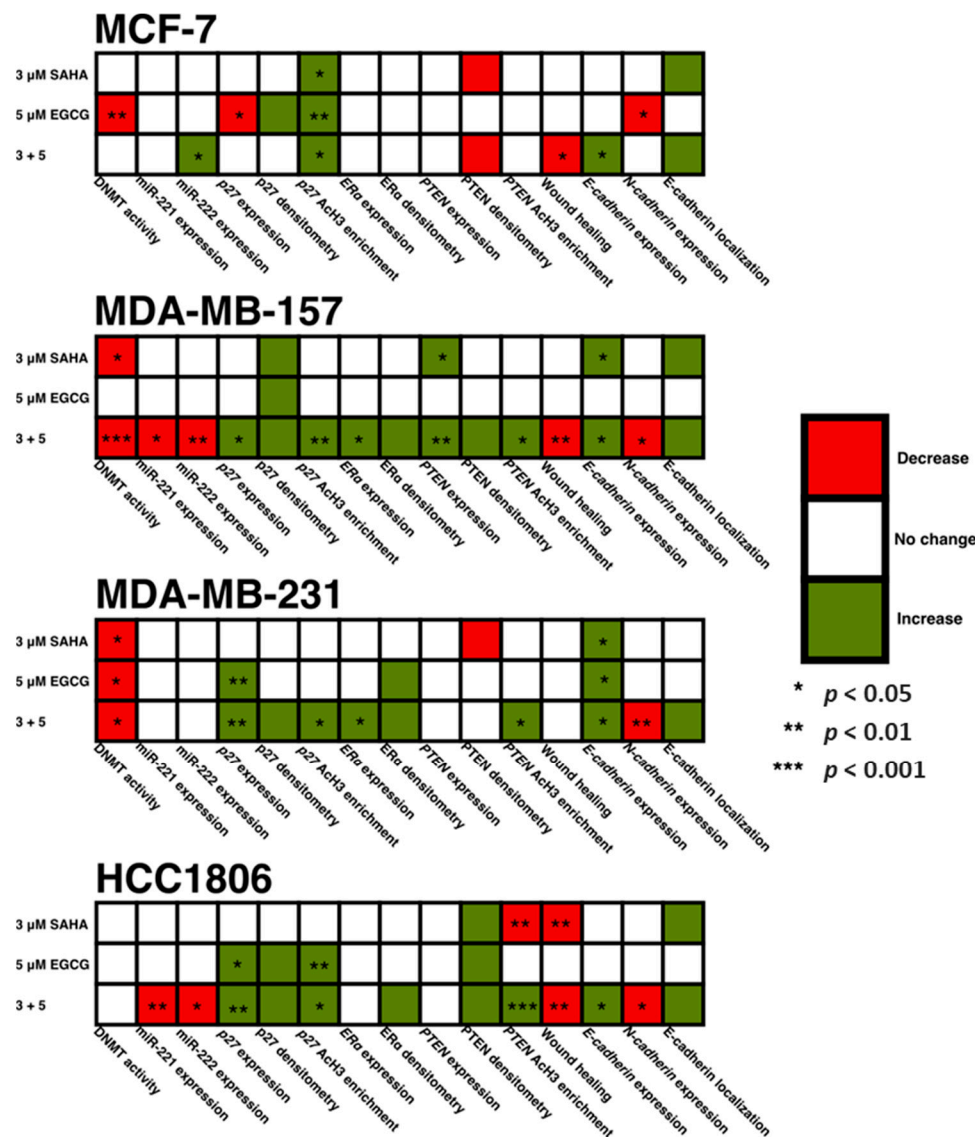 MCF-7
3 µM SAHA
*
5 µM EGCG
**
*
**
*
3 + 5
*
*
*
*
DNMT activity
miR-221 expression
miR-222 expression
p27 expression
p27 densitometry
p27 AcH3 enrichment
ERα expression
ERα densitometry
PTEN expression
PTEN densitometry
PTEN AcH3 enrichment
Wound healing
E-cadherin expression
N-cadherin expression
E-cadherin localization
MDA-MB-157
3 µM SAHA
*
*
*
5 µM EGCG
3 + 5
***
*
**
*
**
*
**
*
**
*
*
DNMT activity
miR-221 expression
miR-222 expression
p27 expression
p27 densitometry
p27 AcH3 enrichment
ERα expression
ERα densitometry
PTEN expression
PTEN densitometry
PTEN AcH3 enrichment
Wound healing
E-cadherin expression
N-cadherin expression
E-cadherin localization
MDA-MB-231
3 µM SAHA
*
*
5 µM EGCG
*
**
*
3 + 5
*
**
*
*
*
*
**
DNMT activity
miR-221 expression
miR-222 expression
p27 expression
p27 densitometry
p27 AcH3 enrichment
ERα expression
ERα densitometry
PTEN expression
PTEN densitometry
PTEN AcH3 enrichment
Wound healing
E-cadherin expression
N-cadherin expression
E-cadherin localization
HCC1806
3 µM SAHA
**
**
5 µM EGCG
*
**
3 + 5
**
*
**
*
***
**
*
*
DNMT activity
miR-221 expression
miR-222 expression
p27 expression
p27 densitometry
p27 AcH3 enrichment
ERα expression
ERα densitometry
PTEN expression
PTEN densitometry
PTEN AcH3 enrichment
Wound healing
E-cadherin expression
N-cadherin expression
E-cadherin localization
Decrease
No change
Increase
* p < 0.05
** p < 0.01
*** p < 0.001